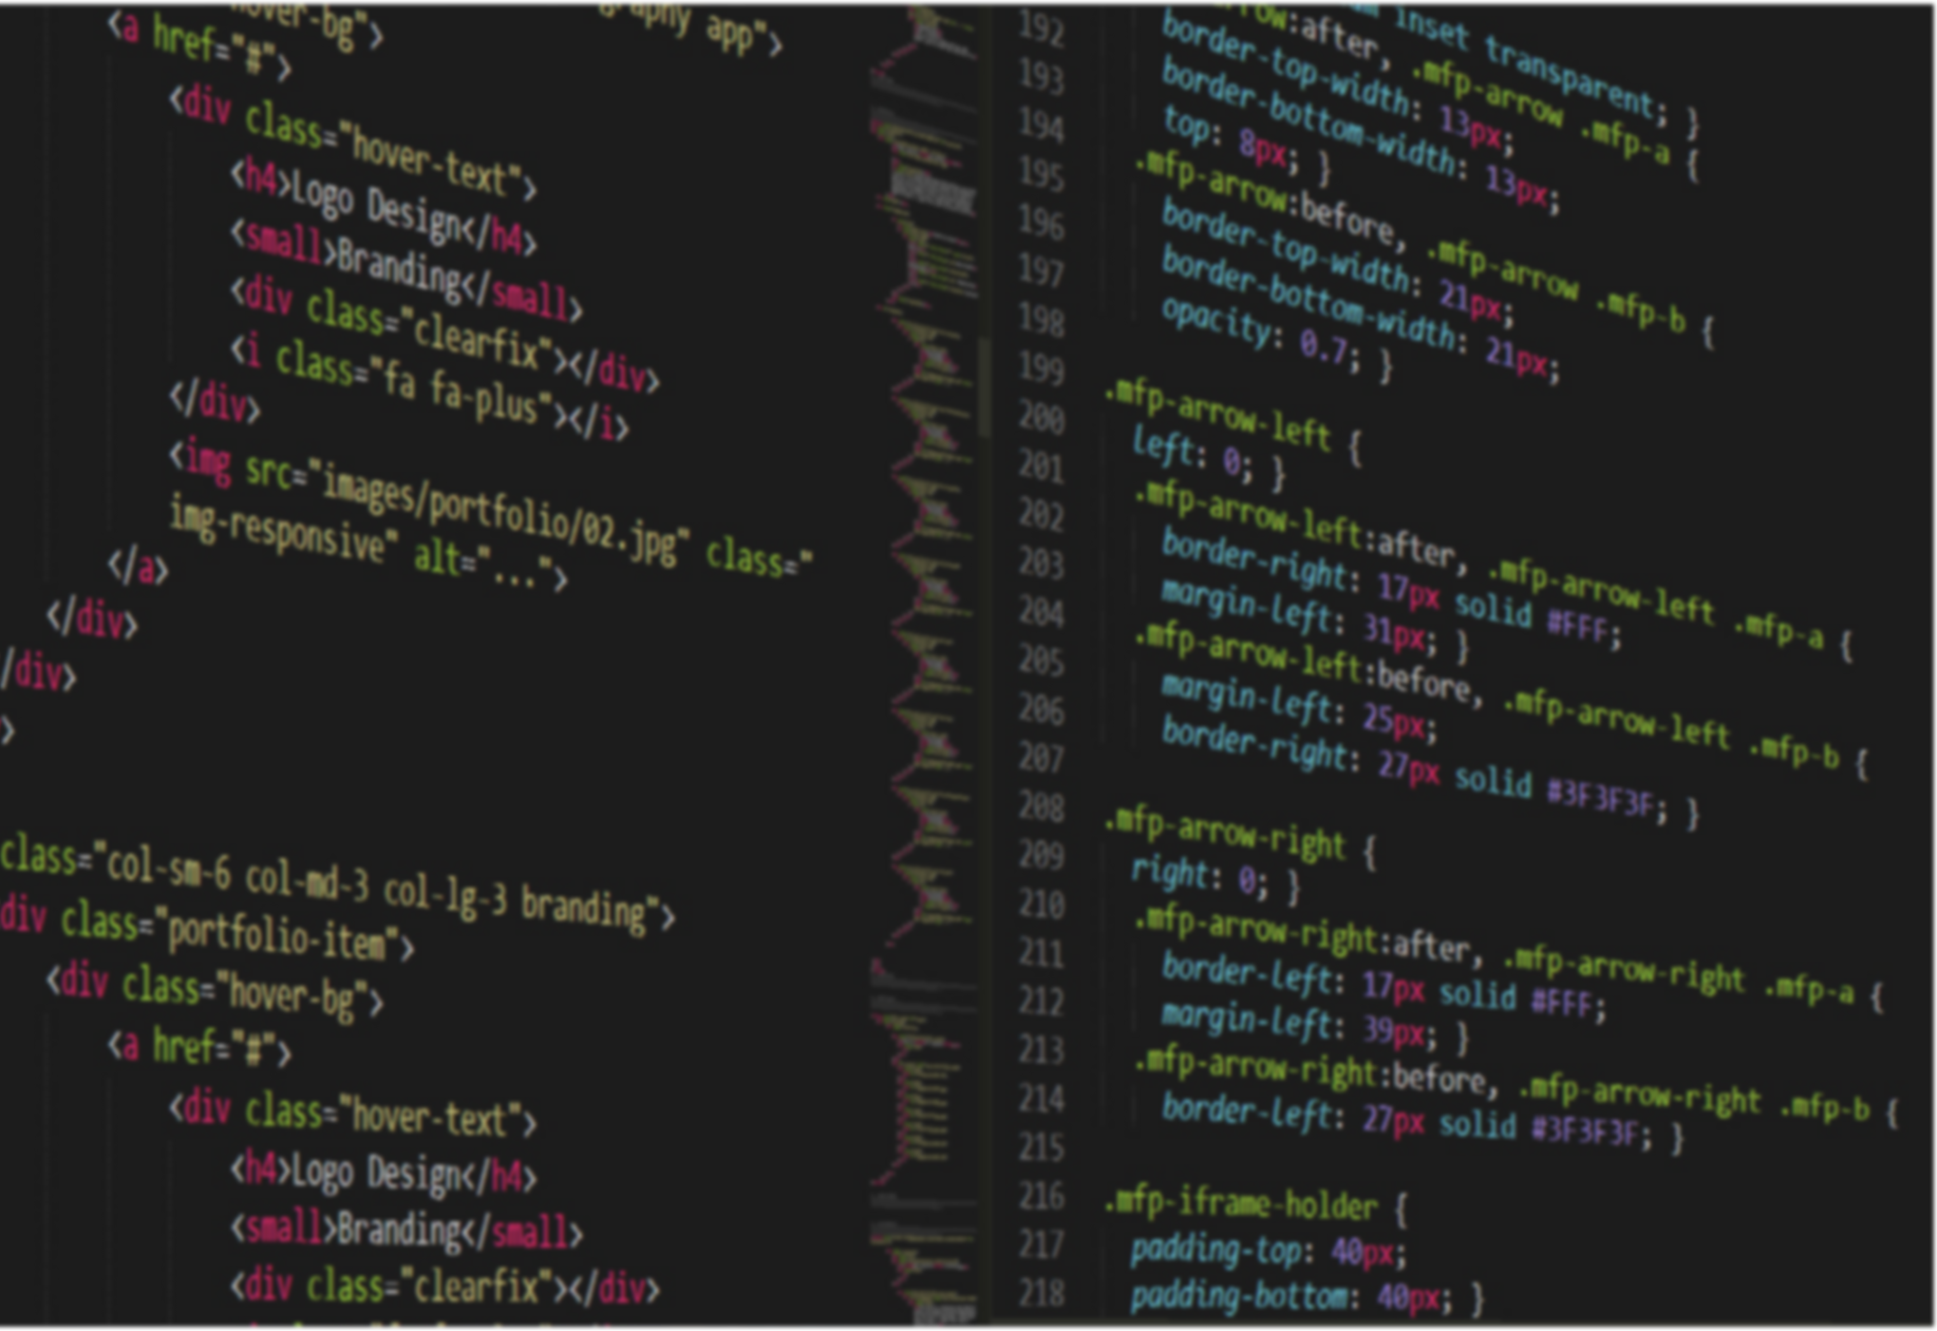 hover-bg">
graphy app">
<a href="#">
<div class="hover-text">
<h4>Logo Design</h4>
<small>Branding</small>
<div class="clearfix"></div>
<i class="fa fa-plus"></i>
</div>
<img src="images/portfolio/02.jpg" class="
img-responsive" alt="...">
</a>
</div>
/div>
>
class="col-sm-6 col-md-3 col-lg-3 branding">
div class="portfolio-item">
<div class="hover-bg">
<a href="#">
<div class="hover-text">
<h4>Logo Design</h4>
<small>Branding</small>
<div class="clearfix"></div>
inset transparent; }
192 :after, .mfp-arrow .mfp-a {
193 border-top-width: 13px;
194 border-bottom-width: 13px;
195 top: 8px; }
196 .mfp-arrow:before, .mfp-arrow .mfp-b {
197 border-top-width: 21px;
198 border-bottom-width: 21px;
199 opacity: 0.7; }
200 .mfp-arrow-left {
201 left: 0; }
202 .mfp-arrow-left:after, .mfp-arrow-left .mfp-a {
203 border-right: 17px solid #FFF;
204 margin-left: 31px; }
205 .mfp-arrow-left:before, .mfp-arrow-left .mfp-b {
206 margin-left: 25px;
207 border-right: 27px solid #3F3F3F; }
208 .mfp-arrow-right {
209 right: 0; }
210 .mfp-arrow-right:after, .mfp-arrow-right .mfp-a {
211 border-left: 17px solid #FFF;
212 margin-left: 39px; }
213 .mfp-arrow-right:before, .mfp-arrow-right .mfp-b {
214 border-left: 27px solid #3F3F3F; }
215
216 .mfp-iframe-holder {
217 padding-top: 40px;
218 padding-bottom: 40px; }